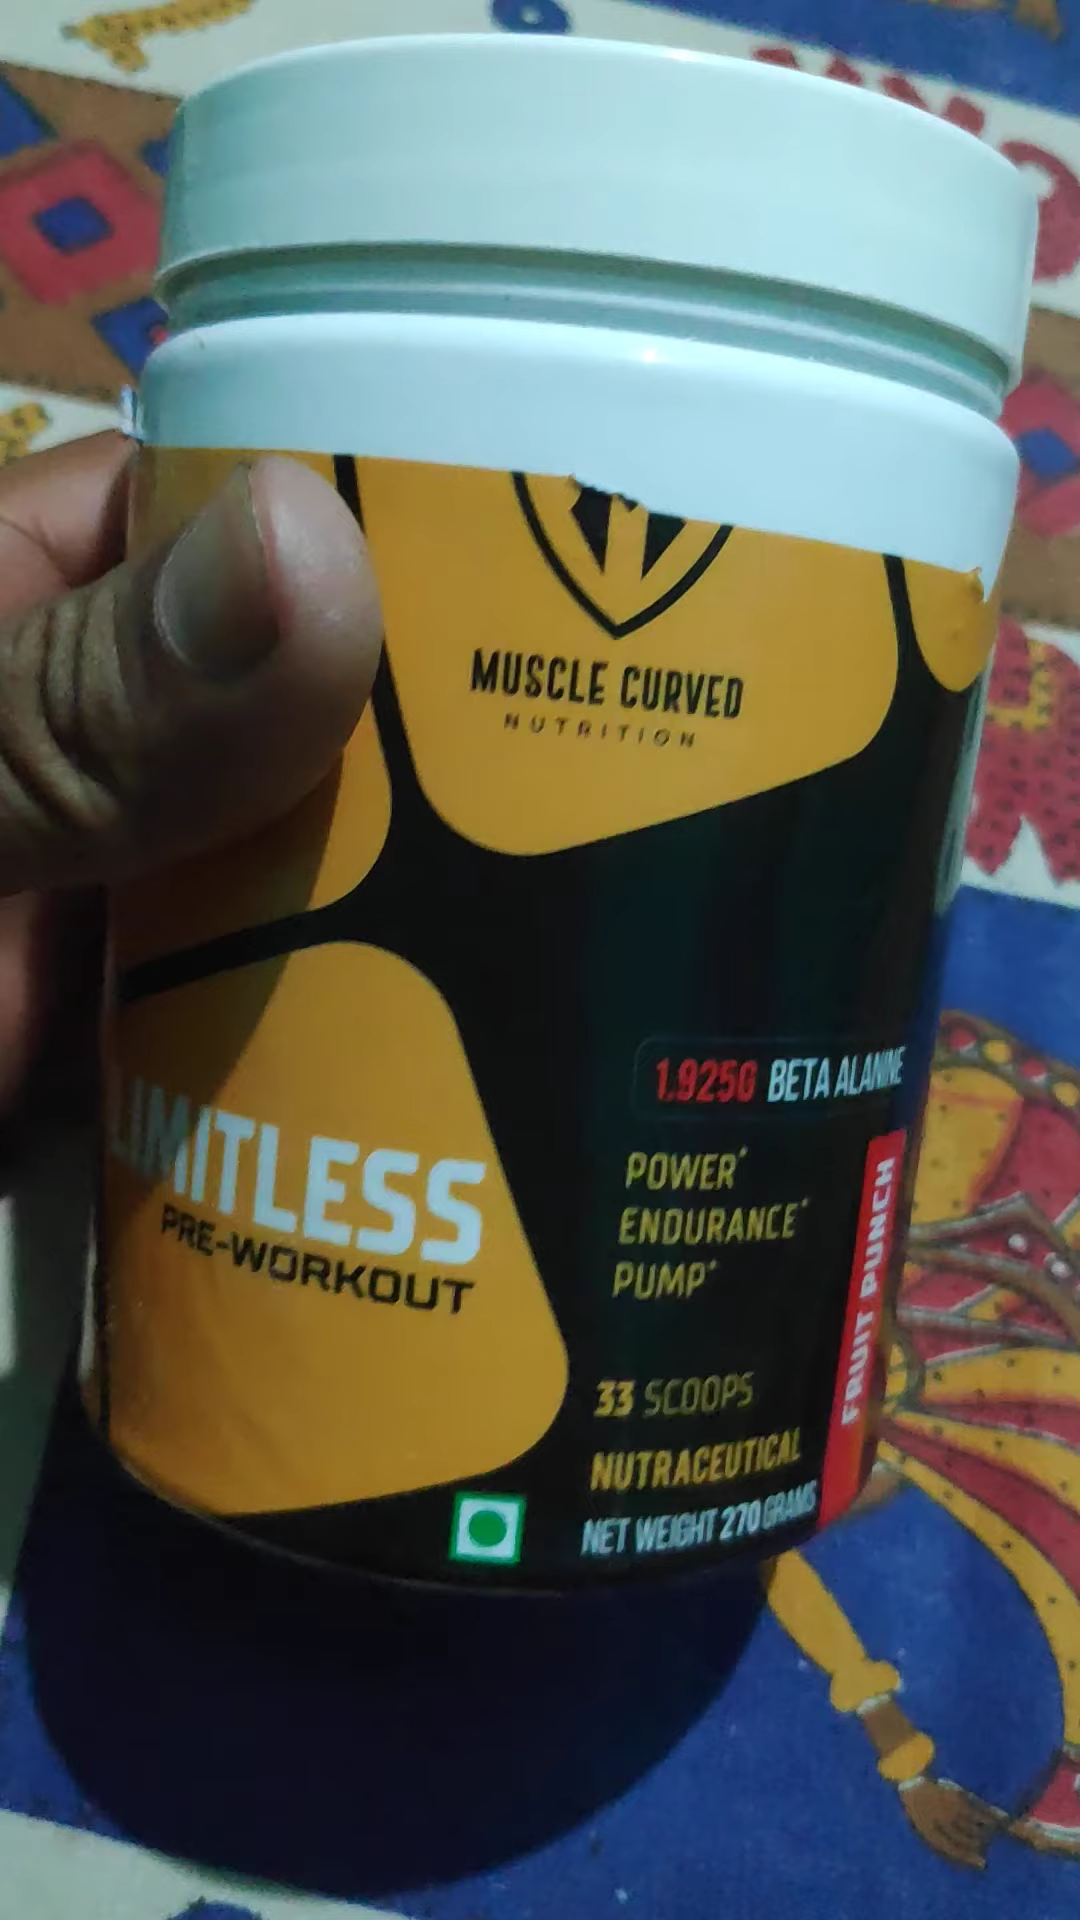 MUSCLE CURVED
NUTRITION
1.925G BETA ALANINE
LIMITLESS
PRE-WORKOUT
POWER*
ENDURANCE*
PUMP*
FRUIT PUNCH
33 SCOOPS
NUTRACEUTICAL
NET WEIGHT 270 GRAMS